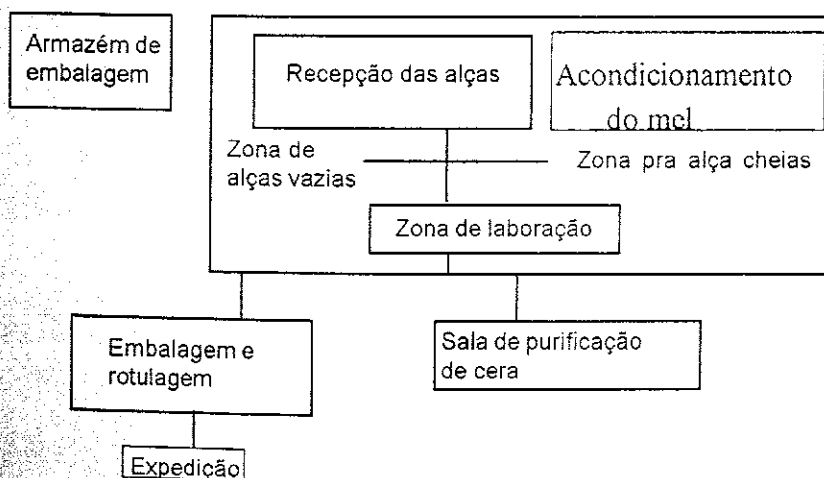 Armazém de
embalagem
Recepção das alças
Acondicionamento
do mel
Zona de
alças vazias
Zona pra alça cheias
Zona de laboração
Embalagem e
rotulagem
Sala de purificação
de cera
Expedição